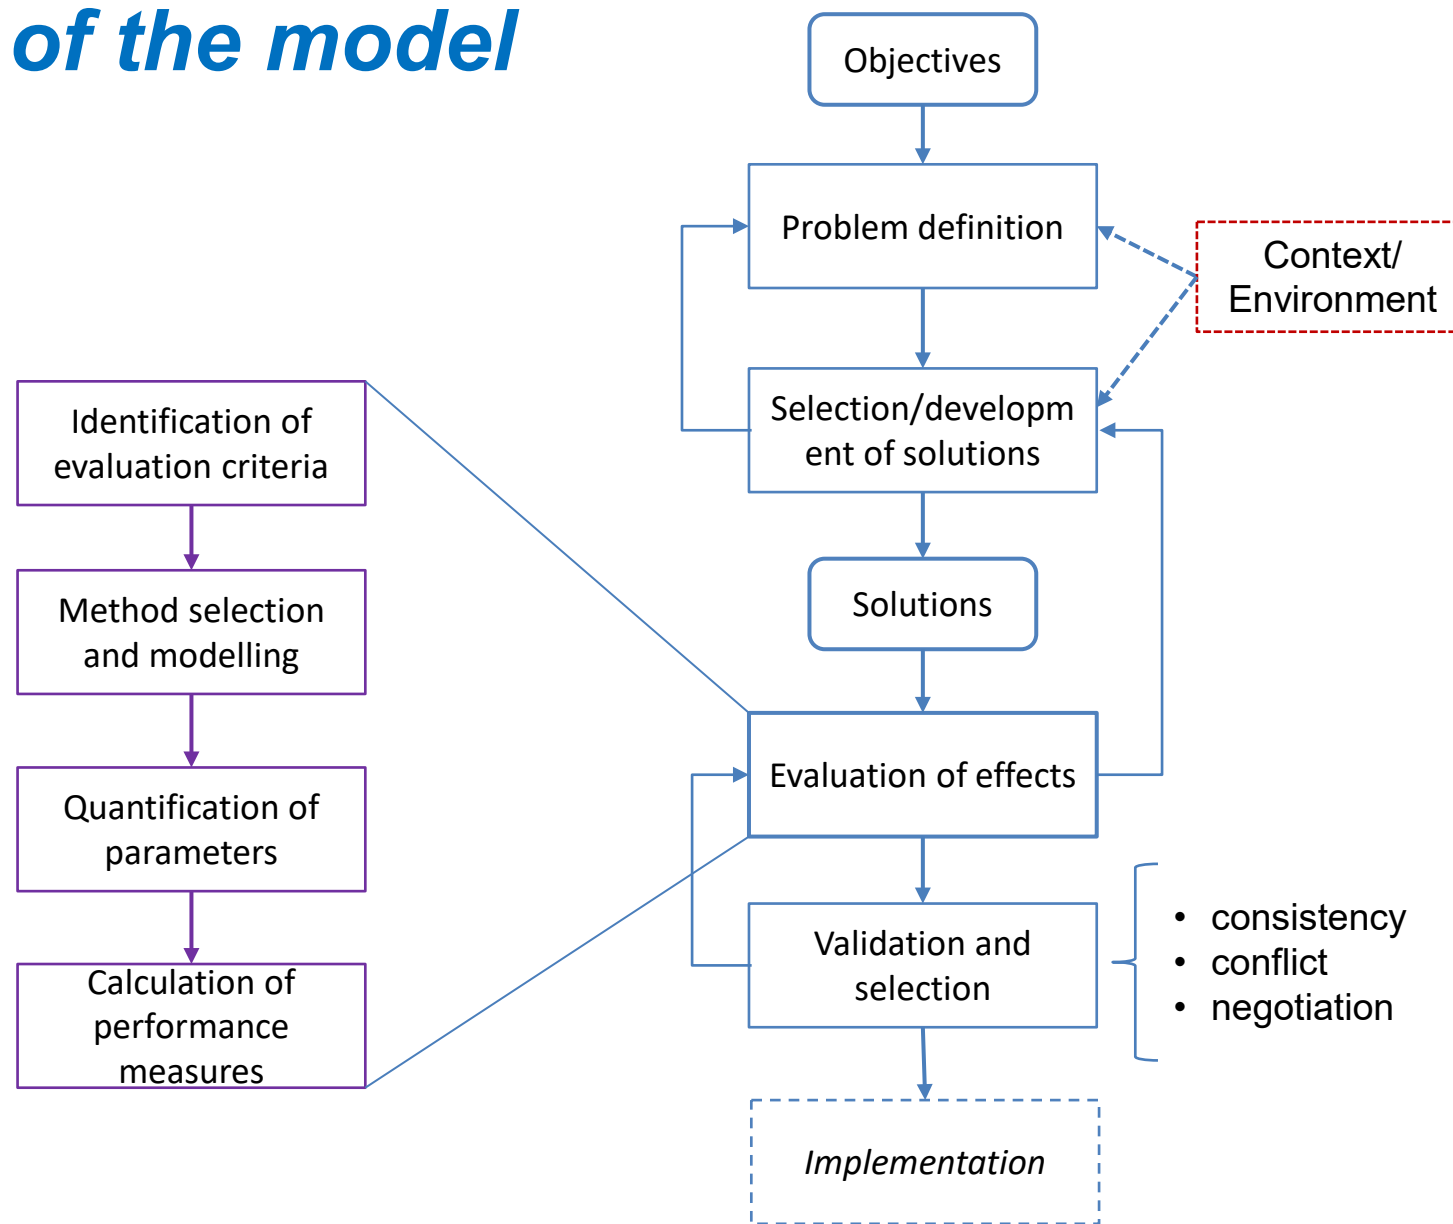 of the model
Objectives
Problem definition
Context/
Environment
Selection/developm
ent of solutions
Identification of
evaluation criteria
Method selection
and modelling
Solutions
Evaluation of effects
Quantification of
parameters
Validation and
selection
• consistency
• conflict
• negotiation
Calculation of
performance
measures
Implementation